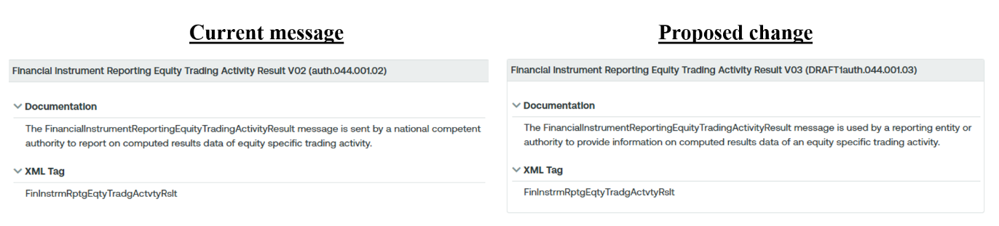 Current message
Financial Instrument Reporting Equity Trading Activity Result V02 (auth.044.001.02)
Documentation
The FinancialInstrumentReportingEquityTradingActivityResult message is sent by a national competent
authority to report on computed results data of equity specific trading activity.
XML Tag
FinInstrmRptgEqtyTradgActvtyRslt
Proposed change
Financial Instrument Reporting Equity Trading Activity Result V03 (DRAFT1auth.044.001.03)
Documentation
The FinancialInstrumentReportingEquityTradingActivityResult message is used by a reporting entity or
authority to provide information on computed results data of an equity specific trading activity.
XML Tag
FinInstrmRptgEqtyTradgActvtyRslt